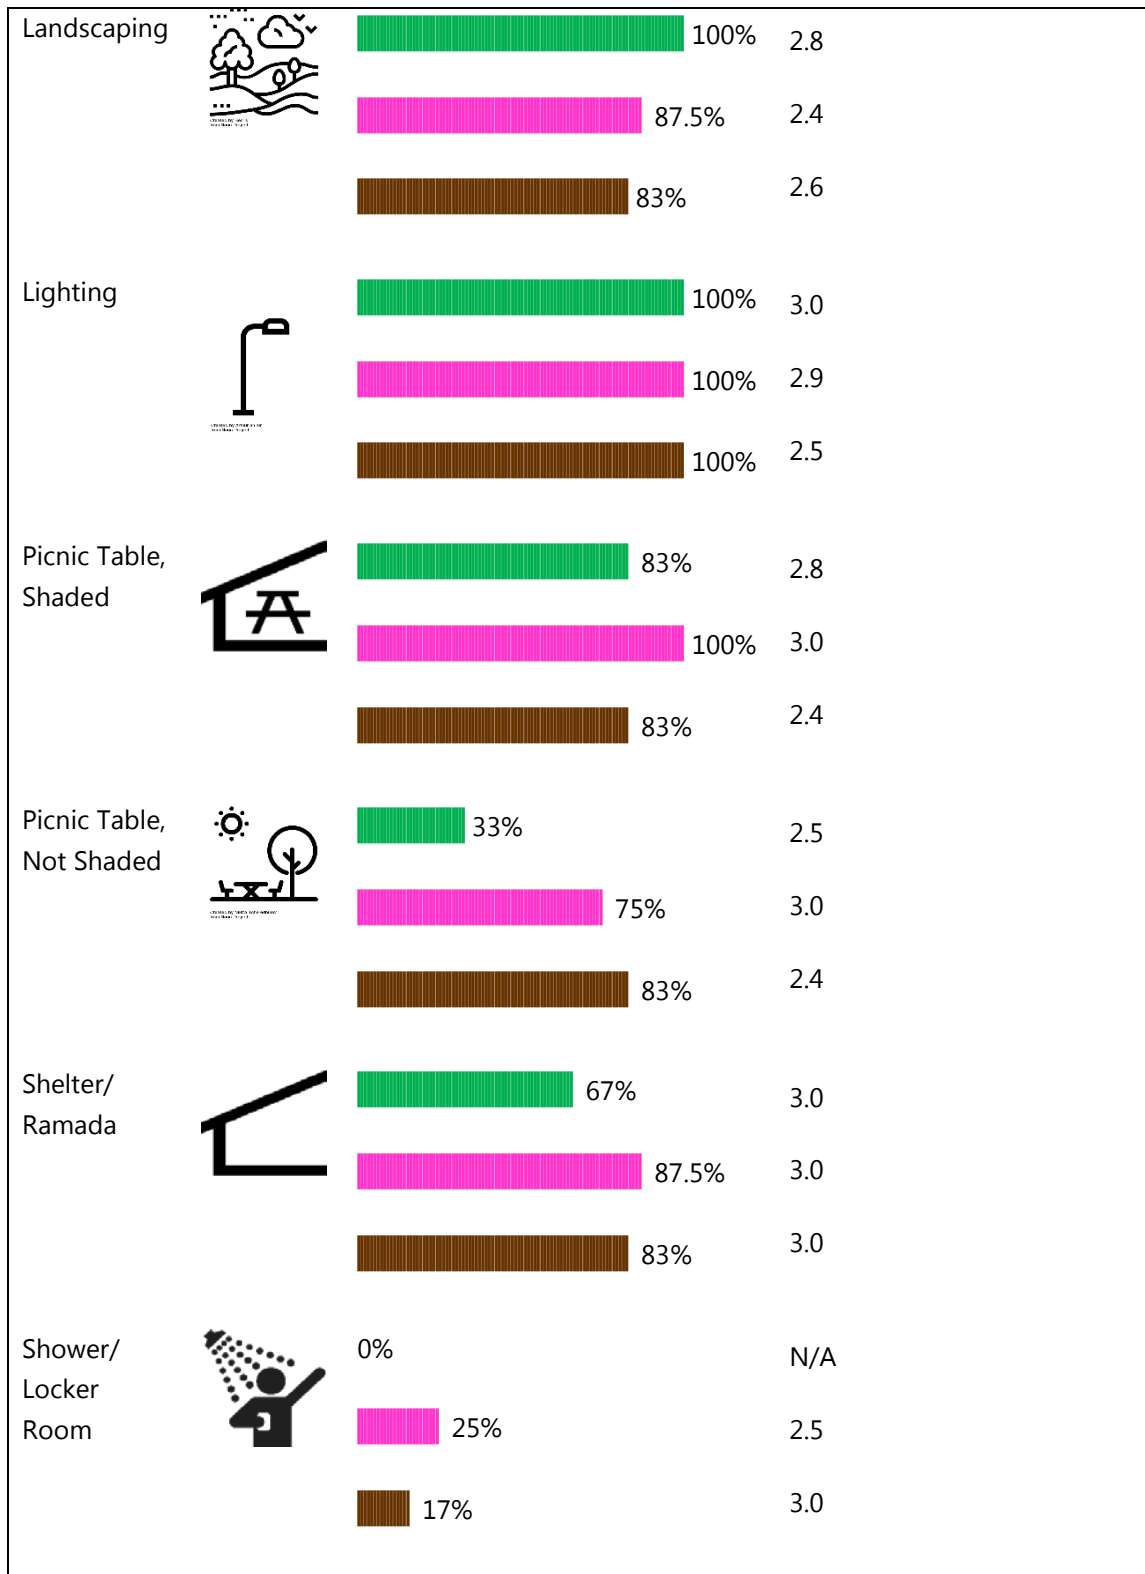 Landscaping
100%
2.8
87.5%
2.4
83%
2.6
Lighting
100%
3.0
100%
2.9
100%
2.5
Picnic Table,
Shaded
83%
2.8
100%
3.0
83%
2.4
Picnic Table,
Not Shaded
33%
2.5
75%
3.0
83%
2.4
Shelter/
Ramada
67%
3.0
87.5%
3.0
83%
3.0
Shower/
Locker
Room
0%
N/A
25%
2.5
17%
3.0